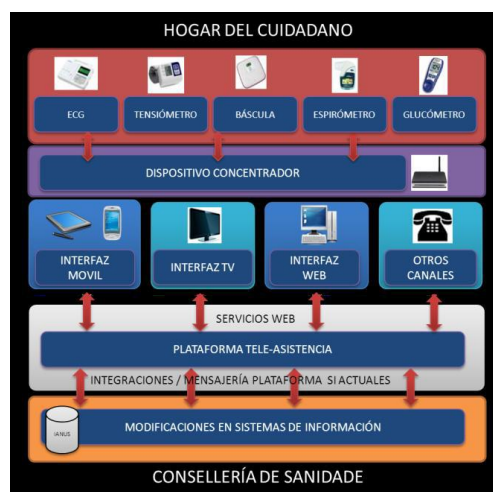 HOGAR DEL CUIDADANO
ECG
TENSIÓMETRO
BÁSCULA
ESPIRÓMETRO
GLUCÓMETRO
DISPOSITIVO CONCENTRADOR
INTERFAZ
MOVIL
INTERFAZ TV
INTERFAZ
WEB
OTROS
CANALES
SERVICIOS WEB
PLATAFORMA TELE-ASISTENCIA
INTEGRACIONES / MENSAJERÍA PLATAFORMA SI ACTUALES
IANUS
MODIFICACIONES EN SISTEMAS DE INFORMACIÓN
CONSELLERÍA DE SANIDADE